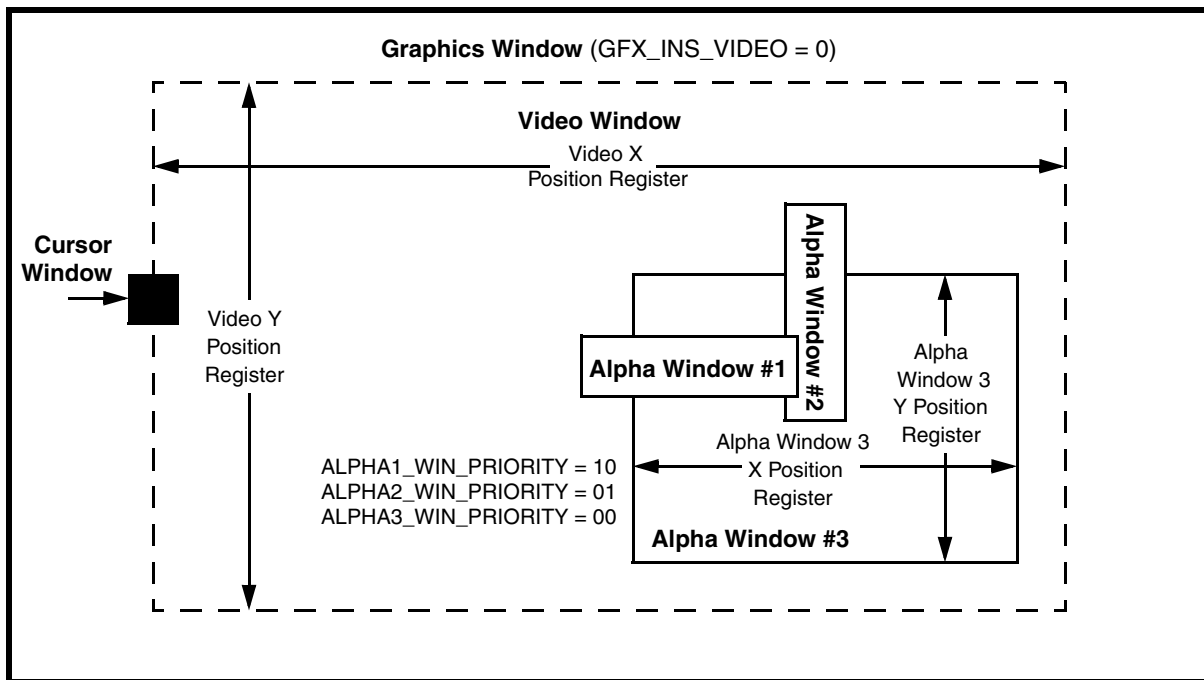 Graphics Window (GFX_INS_VIDEO = 0)
Video Window
Video X
Position Register
Cursor
Window
Video Y
Position
Register
Alpha Window #2
Alpha Window #1
Alpha
Window 3
Y Position
Register
Alpha Window 3
X Position
Register
ALPHA1_WIN_PRIORITY = 10
ALPHA2_WIN_PRIORITY = 01
ALPHA3_WIN_PRIORITY = 00
Alpha Window #3